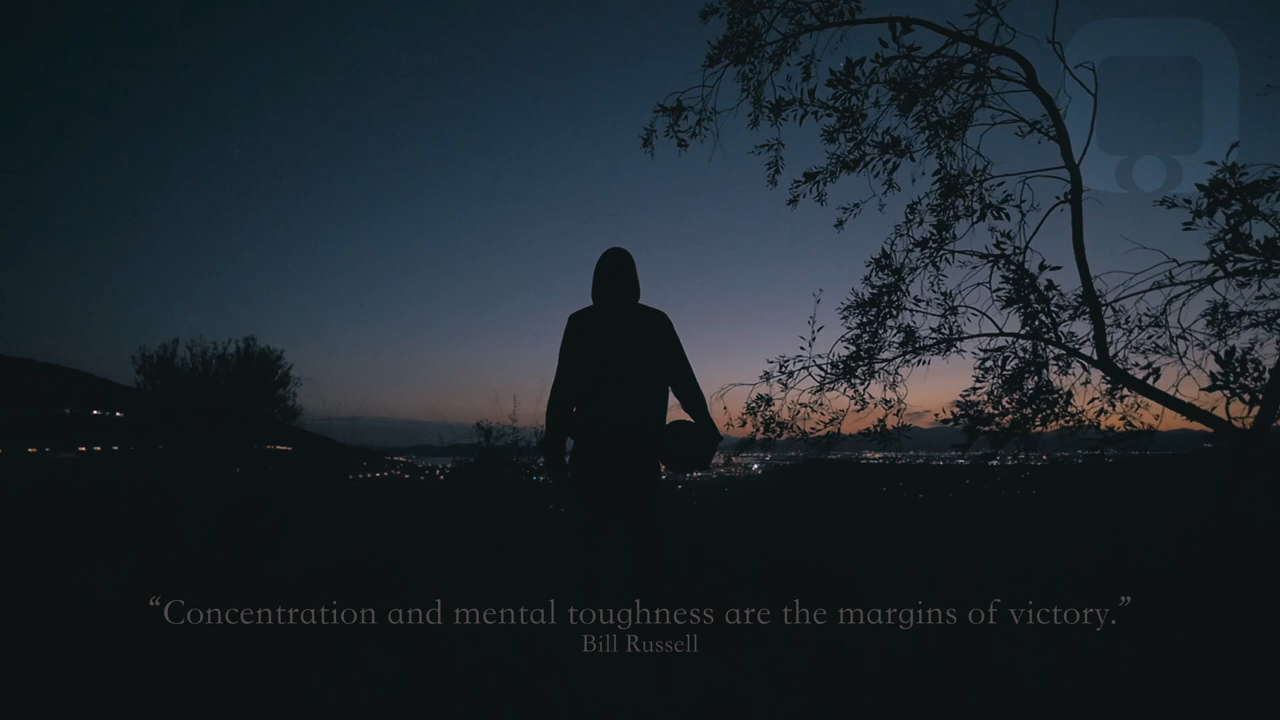 “Concentration and mental toughness are the margins of victory.”
Bill Russell